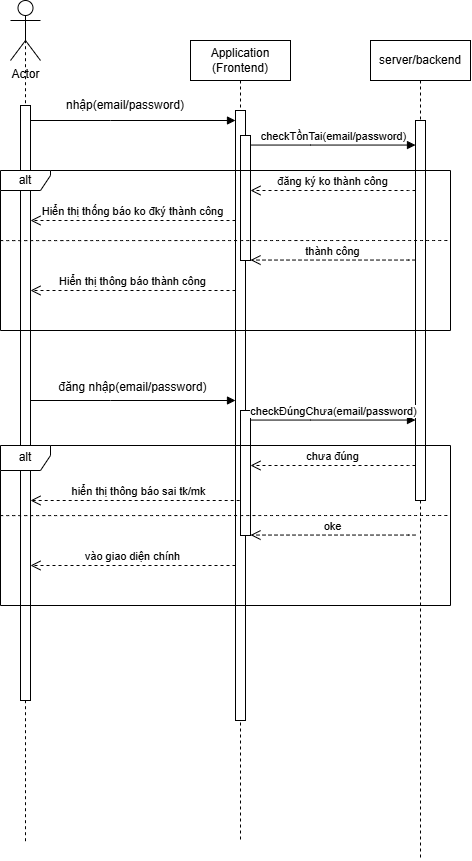 Actor
Application
(Frontend)
server/backend
nhập(email/password)
checkTồnTai(email/password)
alt
đăng ký ko thành công
Hiển thị thống báo ko đký thành công
thành công
Hiển thị thông báo thành công
đăng nhập(email/password)
checkĐúngChưa(email/password)
alt
chưa đúng
hiển thị thông báo sai tk/mk
oke
vào giao diện chính